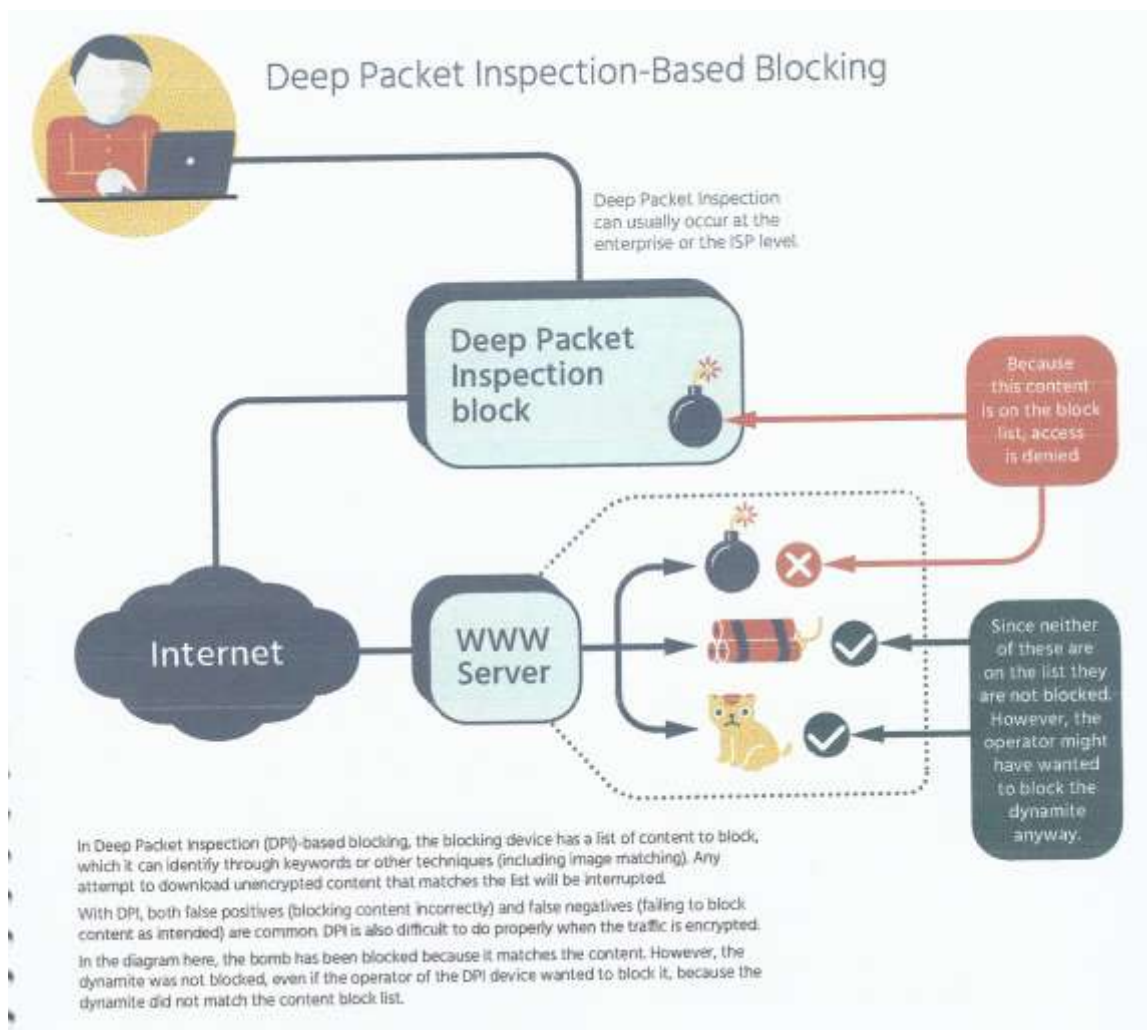 Deep Packet Inspection-Based Blocking
Deep Packet Inspection
can usually occur at the
enterprise or the ISP level.
Deep Packet
Inspection
block
Because
this content
is on the block
list, access
is denied
Internet
WWW
Server
Since neither
of these are
on the list they
are not blocked.
However, the
operator might
have wanted
to block the
dynamite
anyway.
In Deep Packet Inspection (DPI)-based blocking, the blocking device has a list of content to block,
which it can identify through keywords or other techniques (including image matching). Any
attempt to download unencrypted content that matches the list will be interrupted.
With DPI, both false positives (blocking content incorrectly) and false negatives (failing to block
content as intended) are common. DPI is also difficult to do properly when the traffic is encrypted.
In the diagram here, the bomb has been blocked because it matches the content. However, the
dynamite was not blocked, even if the operator of the DPI device wanted to block it, because the
dynamite did not match the content block list.